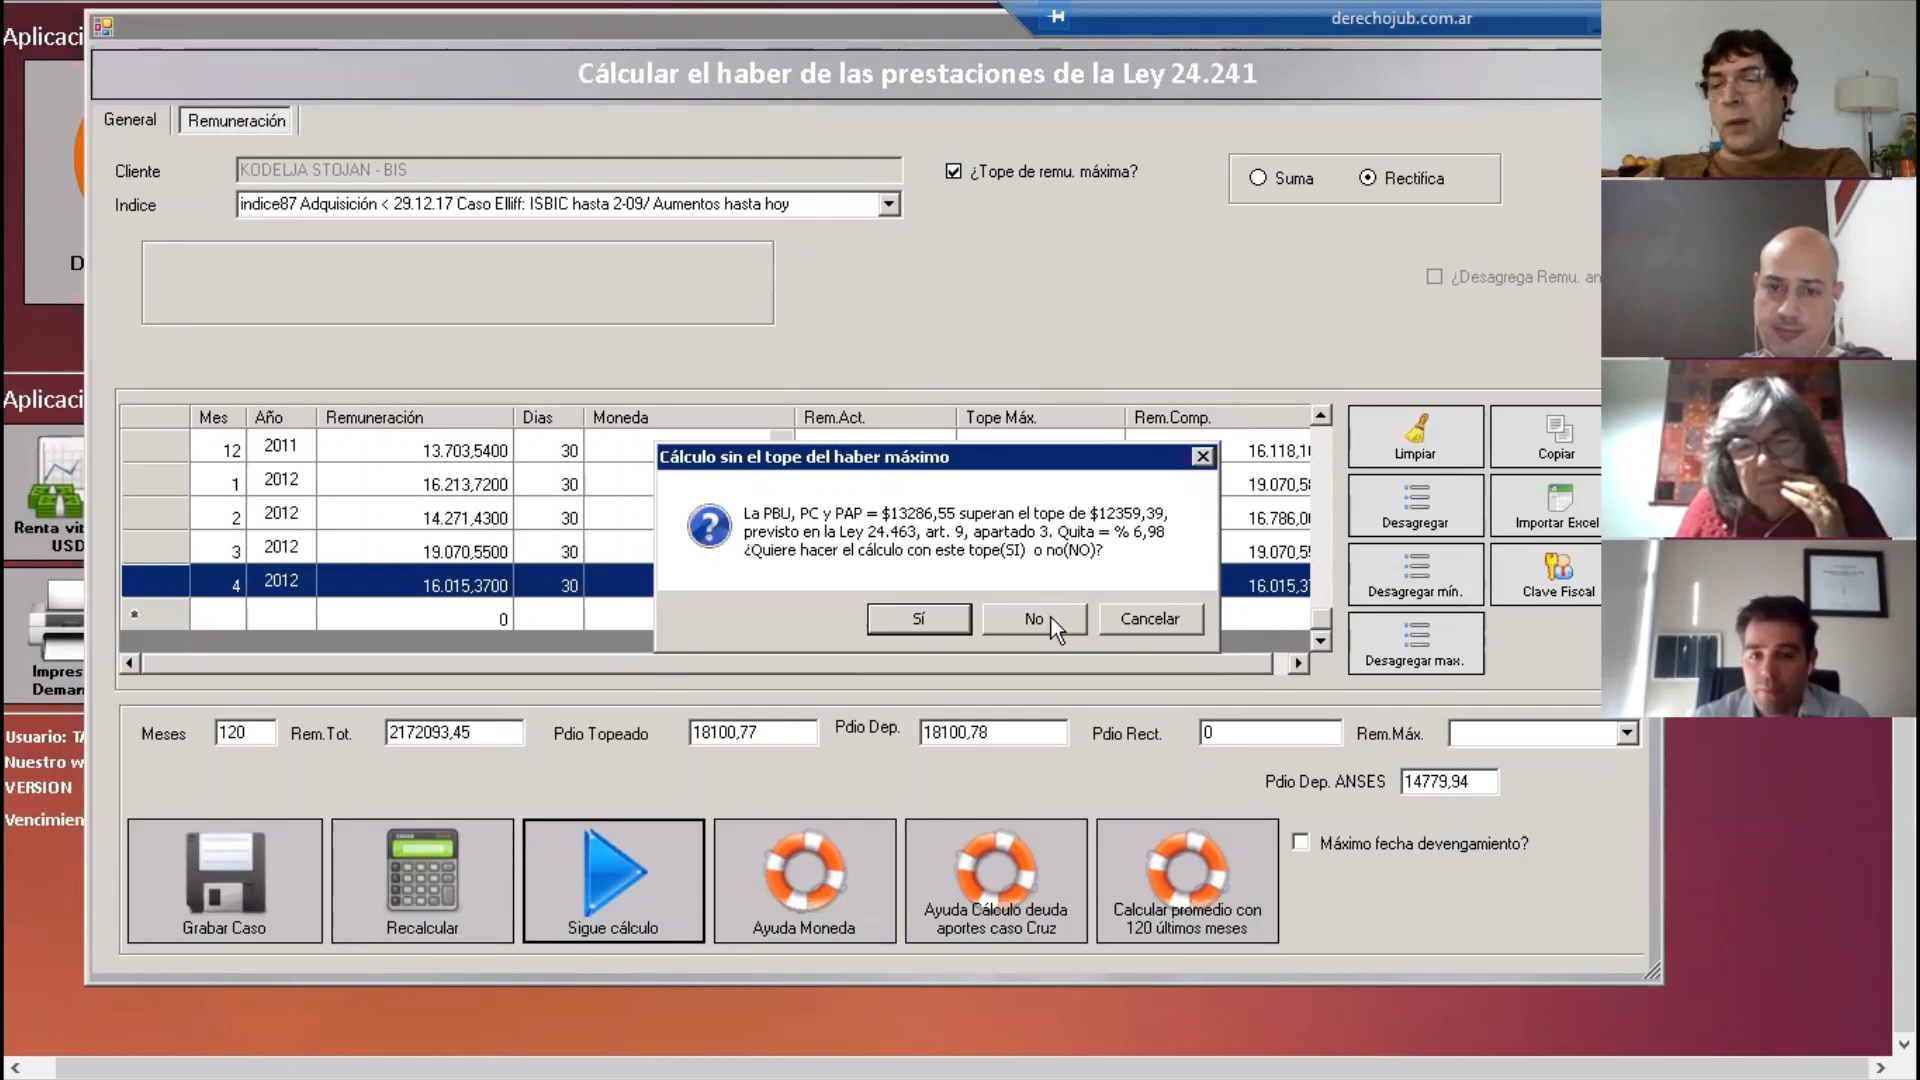 derechojub.com.ar
Aplicaci
Cálcular el haber de las prestaciones de la Ley 24.241
General
Remuneración
Cliente
KODELJA STOJAN - BIS
¿Tope de remu. máxima?
Suma
Rectifica
Indice
indice87 Adquisición < 29.12.17 Caso Elliff: ISBIC hasta 2-09/ Aumentos hasta hoy
D
¿Desagrega Remu. an
Aplicaci
Mes Año Remuneración Dias Moneda Rem.Act. Tope Máx. Rem.Comp.
12 2011 13.703,5400 30 16.118,1
1 2012 16.213,7200 30 19.070,5
2 2012 14.271,4300 30 16.786,0
3 2012 19.070,5500 30 19.070,5
4 2012 16.015,3700 30 16.015,3
* 0
Cálculo sin el tope del haber máximo
La PBU, PC y PAP = $13286,55 superan el tope de $12359,39,
previsto en la Ley 24.463, art. 9, apartado 3. Quita = % 6,98
¿Quiere hacer el cálculo con este tope(SI) o no(NO)?
Sí
No
Cancelar
Limpiar
Copiar
Desagregar
Importar Excel
Desagregar mín.
Clave Fiscal
Desagregar max.
Renta vit
USD
Impres
Deman
Meses 120 Rem.Tot. 2172093,45 Pdio Topeado 18100,77 Pdio Dep. 18100,78 Pdio Rect. 0 Rem.Máx.
Pdio Dep. ANSES 14779,94
Usuario: TA
Nuestro w
VERSION
Vencimien
Grabar Caso
Recalcular
Sigue cálculo
Ayuda Moneda
Ayuda Cálculo deuda
aportes caso Cruz
Calcular promedio con
120 últimos meses
Máximo fecha devengamiento?